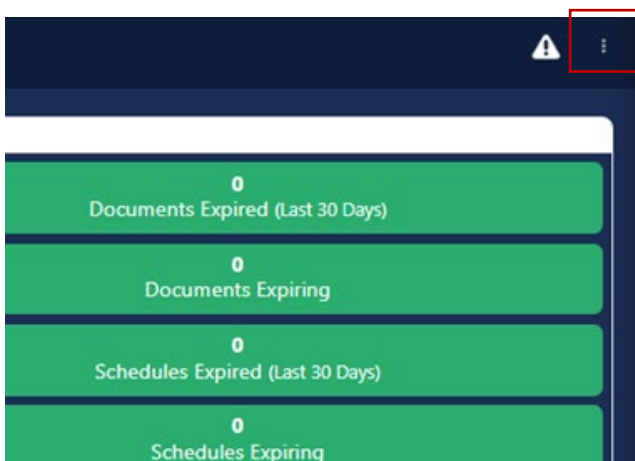 0
Documents Expired (Last 30 Days)
0
Documents Expiring
0
Schedules Expired (Last 30 Days)
0
Schedules Expiring